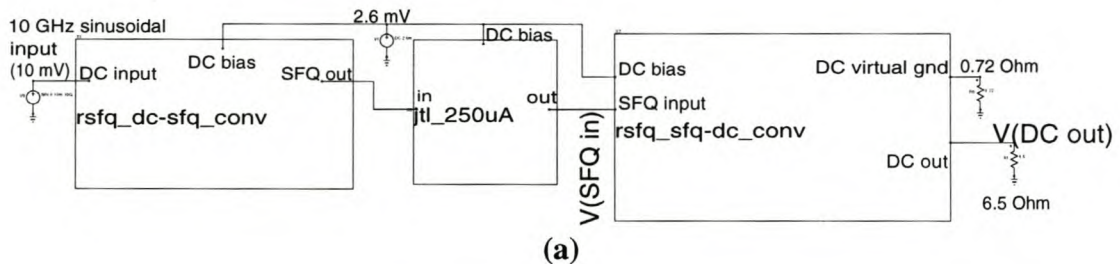 10 GHz sinusoidal
input
(10 mV)
2.6 mV
DC input
DC bias
SFQ out
rsfq_dc-sfq_conv
DC bias
in
out
jtl_250uA
V(SFQ in)
DC bias
SFQ input
rsfq_sfq-dc_conv
DC virtual gnd
DC out
0.72 Ohm
V(DC out)
6.5 Ohm
(a)